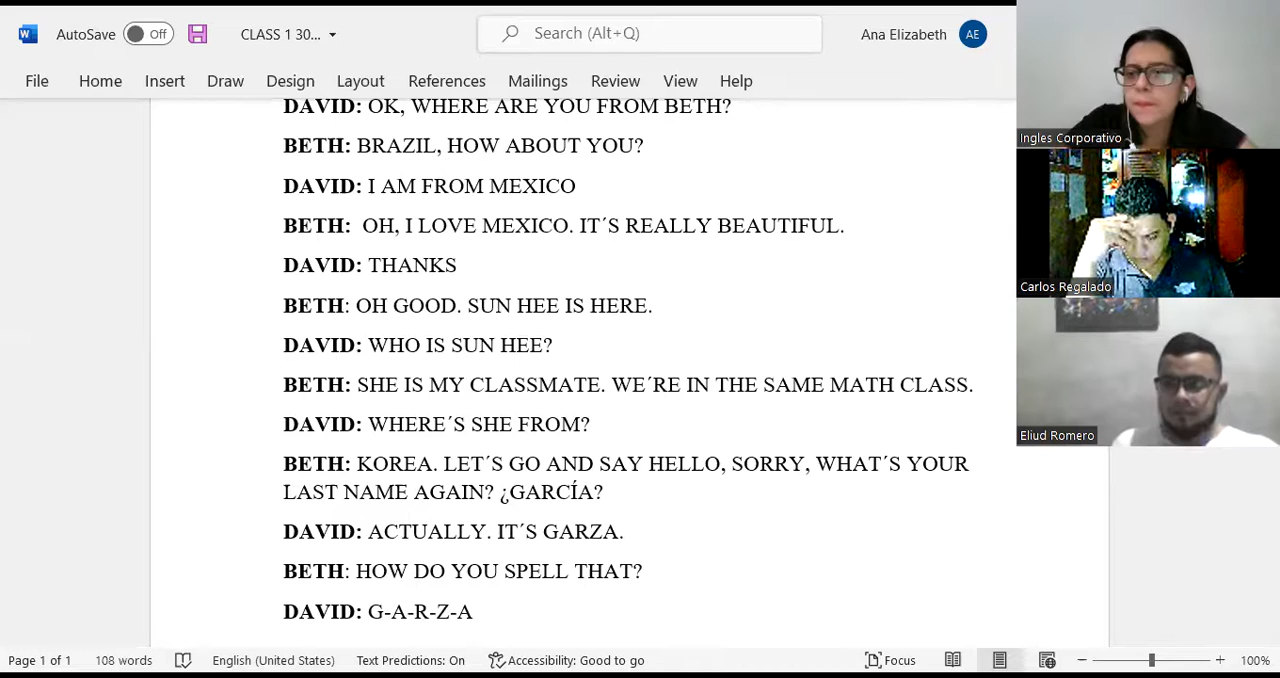 AutoSave Off CLASS 1 30... Search (Alt+Q) Ana Elizabeth AE
File Home Insert Draw Design Layout References Mailings Review View Help
DAVID: OK, WHERE ARE YOU FROM BETH?
BETH: BRAZIL, HOW ABOUT YOU?
DAVID: I AM FROM MEXICO
BETH: OH, I LOVE MEXICO. IT´S REALLY BEAUTIFUL.
DAVID: THANKS
BETH: OH GOOD. SUN HEE IS HERE.
DAVID: WHO IS SUN HEE?
BETH: SHE IS MY CLASSMATE. WE´RE IN THE SAME MATH CLASS.
DAVID: WHERE´S SHE FROM?
BETH: KOREA. LET´S GO AND SAY HELLO, SORRY, WHAT´S YOUR
LAST NAME AGAIN? ¿GARCÍA?
DAVID: ACTUALLY. IT´S GARZA.
BETH: HOW DO YOU SPELL THAT?
DAVID: G-A-R-Z-A
Page 1 of 1 108 words English (United States) Text Predictions: On Accessibility: Good to go Focus 100%
Ingles Corporativo
Carlos Regalado
Eliud Romero